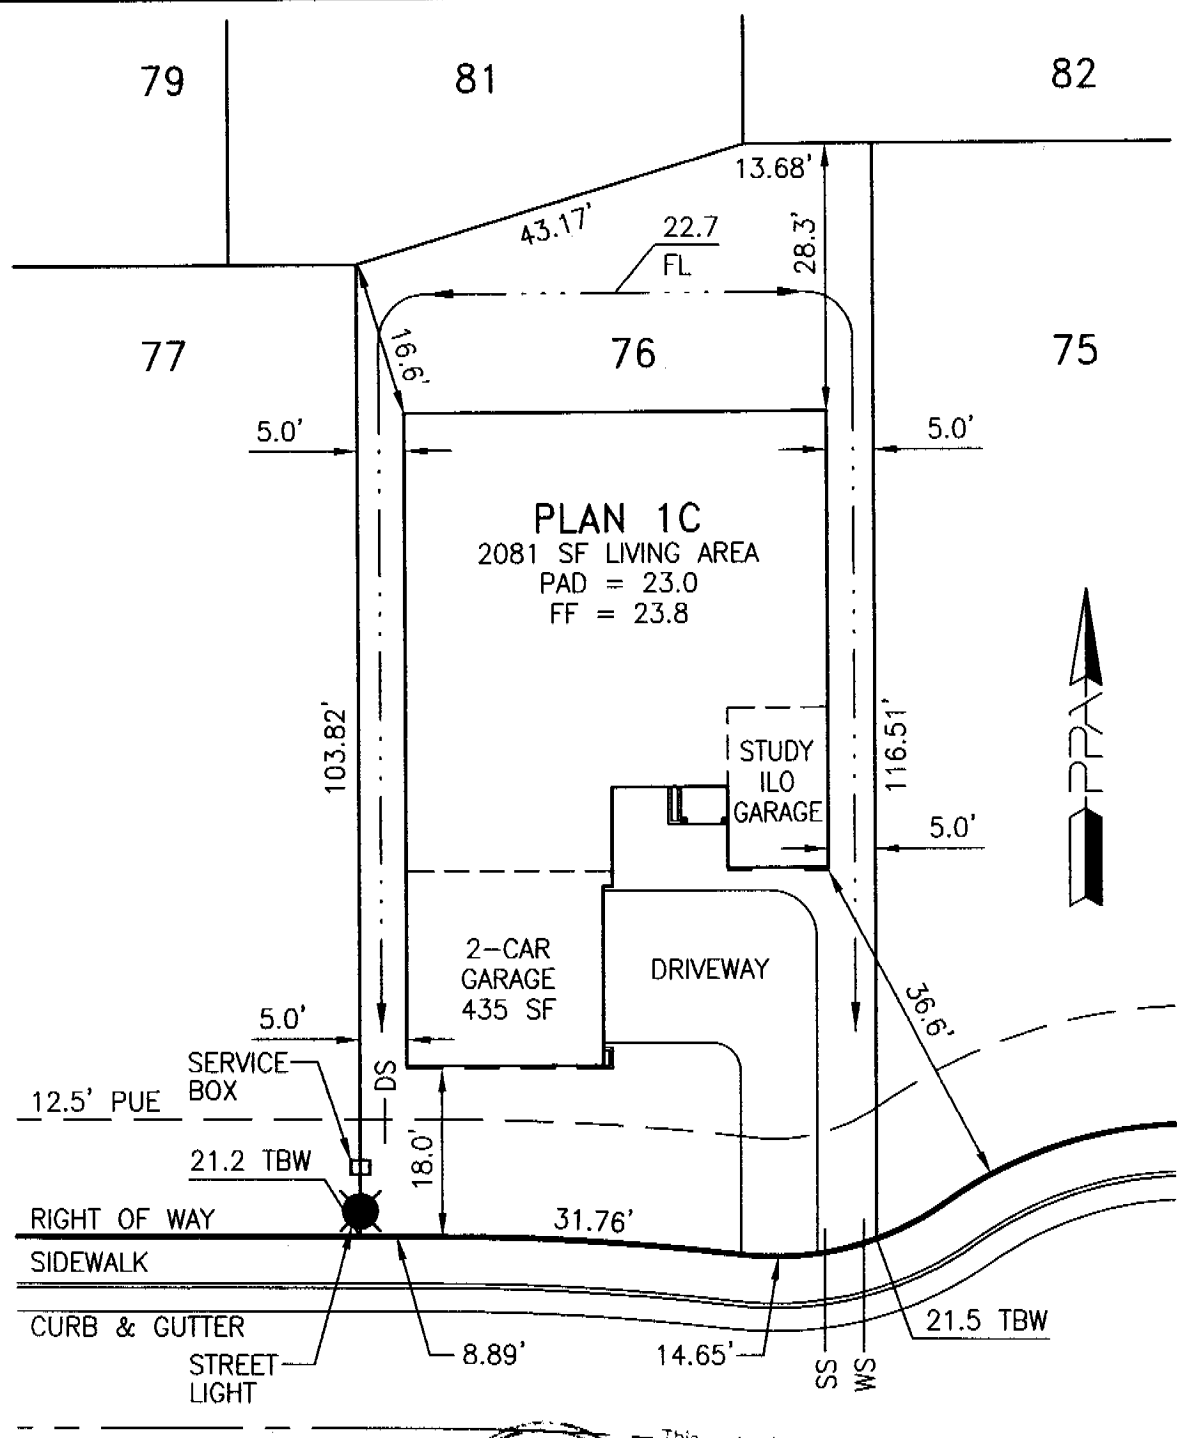 79
81
82
13.68'
43.17'
22.7
FL
28.3'
77
16.6'
76
75
5.0'
5.0'
PLAN 1C
2081 SF LIVING AREA
PAD = 23.0
FF = 23.8
103.82'
116.51'
PPA
STUDY
ILO
GARAGE
5.0'
2-CAR
GARAGE
435 SF
DRIVEWAY
36.6'
5.0'
SERVICE
BOX
DS
12.5' PUE
18.0'
21.2 TBW
RIGHT OF WAY
31.76'
SIDEWALK
CURB & GUTTER
21.5 TBW
STREET
LIGHT
8.89'
14.65'
SS
WS
This